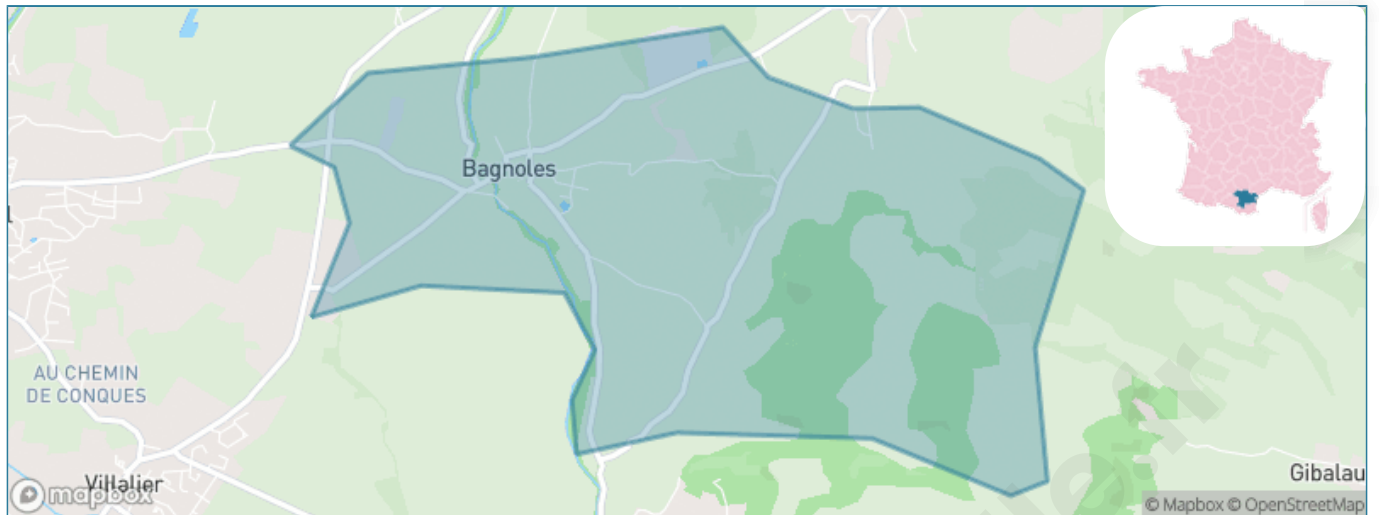 Bagnoles
AU CHEMIN
DE CONQUES
Villalier
Gibalau
mapbox
© Mapbox © OpenStreetMap